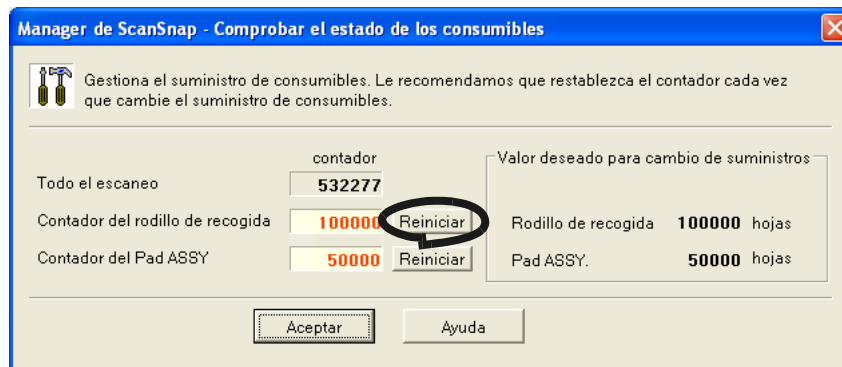 Manager de ScanSnap - Comprobar el estado de los consumibles
Gestiona el suministro de consumibles. Le recomendamos que restablezca el contador cada vez
que cambie el suministro de consumibles.
contador
Valor deseado para cambio de suministros
Todo el escaneo 532277
Contador del rodillo de recogida 100000 Reiniciar Rodillo de recogida 100000 hojas
Contador del Pad ASSY 50000 Reiniciar Pad ASSY. 50000 hojas
Aceptar Ayuda